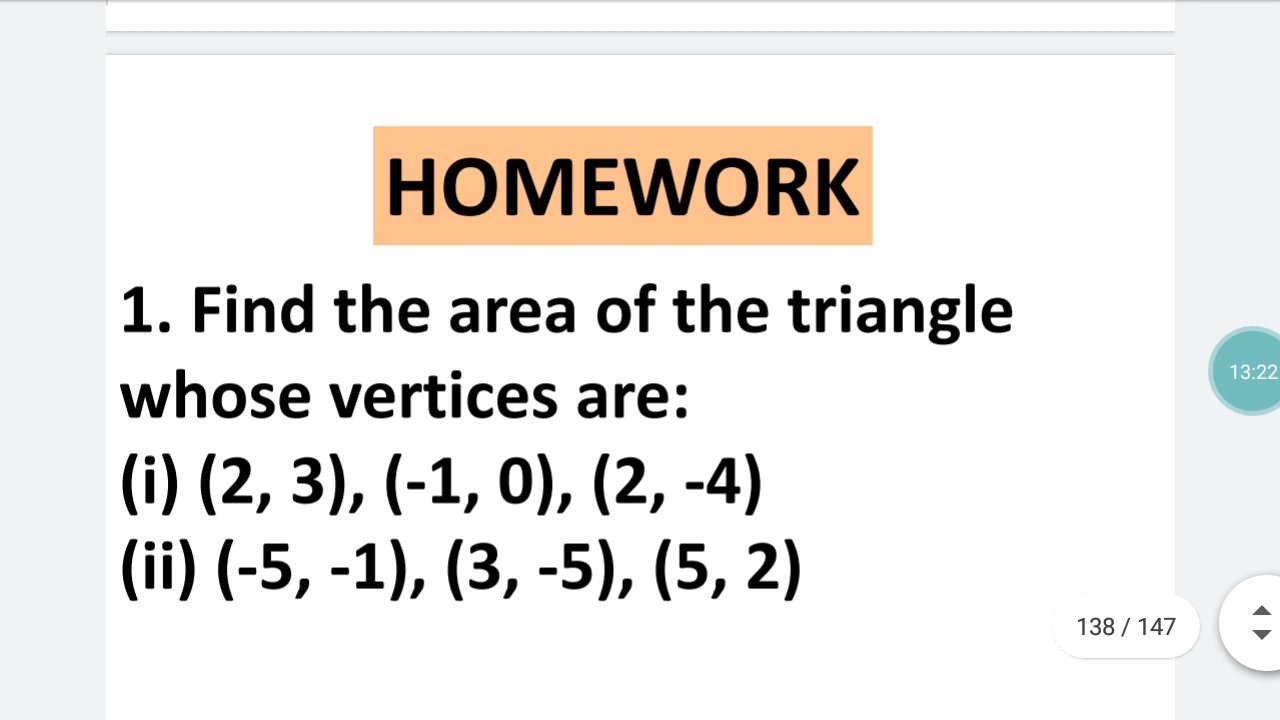 HOMEWORK
1. Find the area of the triangle
whose vertices are:
(i) (2, 3), (-1, 0), (2, -4)
(ii) (-5, -1), (3, -5), (5, 2)
13:22
138 / 147